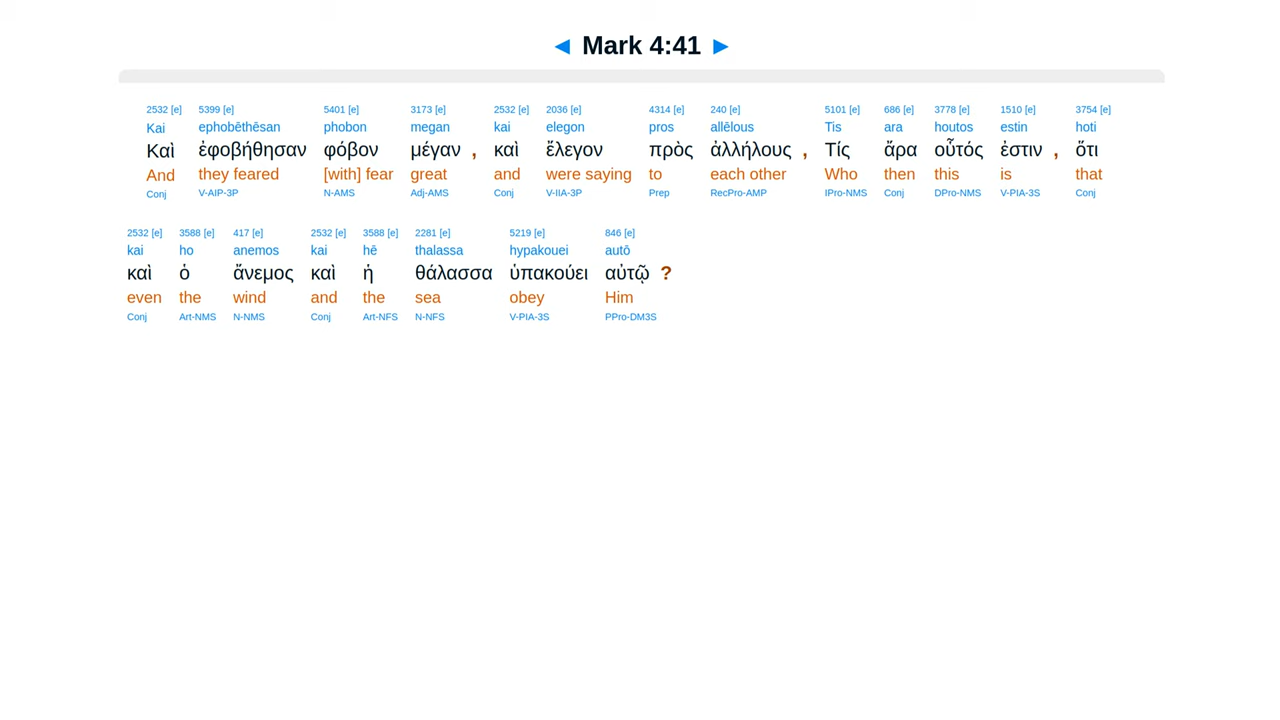 ◄ Mark 4:41 ►
2532 [e] 5399 [e] 5401 [e] 3173 [e] 2532 [e] 2036 [e] 4314 [e] 240 [e] 5101 [e] 686 [e] 3778 [e] 1510 [e] 3754 [e]
Kai ephobēthēsan phobon megan kai elegon pros allēlous Tis ara houtos estin hoti
Καὶ ἐφοβήθησαν φόβον μέγαν , καὶ ἔλεγον πρὸς ἀλλήλους , Τίς ἄρα οὗτός ἐστιν , ὅτι
And they feared [with] fear great and were saying to each other Who then this is that
Conj V-AIP-3P N-AMS Adj-AMS Conj V-IIA-3P Prep RecPro-AMP IPro-NMS Conj DPro-NMS V-PIA-3S Conj
2532 [e] 3588 [e] 417 [e] 2532 [e] 3588 [e] 2281 [e] 5219 [e] 846 [e]
kai ho anemos kai hē thalassa hypakouei autō
καὶ ὁ ἄνεμος καὶ ἡ θάλασσα ὑπακούει αὐτῷ ?
even the wind and the sea obey Him
Conj Art-NMS N-NMS Conj Art-NFS N-NFS V-PIA-3S PPro-DM3S